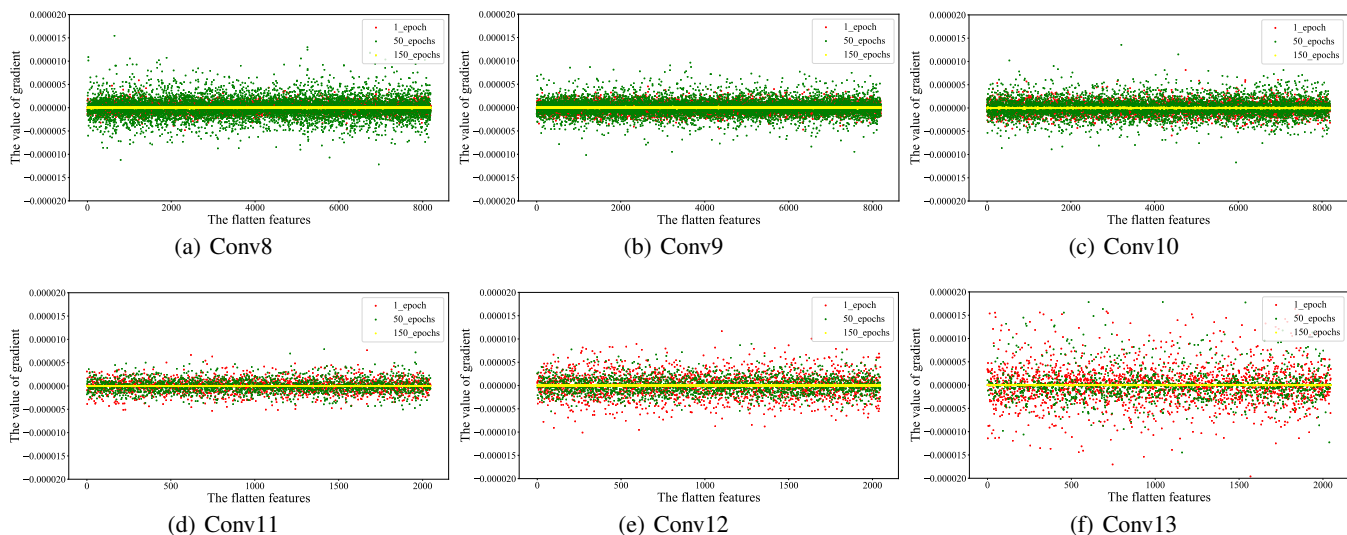 0.000020
0.000015
0.000010
0.000005
0.000000
−0.000005
−0.000010
−0.000015
−0.000020
The value of gradient
1_epoch
50_epochs
150_epochs
0 2000 4000 6000 8000
The flatten features
(a) Conv8
0.000020
0.000015
0.000010
0.000005
0.000000
−0.000005
−0.000010
−0.000015
−0.000020
The value of gradient
1_epoch
50_epochs
150_epochs
0 2000 4000 6000 8000
The flatten features
(b) Conv9
0.000020
0.000015
0.000010
0.000005
0.000000
−0.000005
−0.000010
−0.000015
−0.000020
The value of gradient
1_epoch
50_epochs
150_epochs
0 2000 4000 6000 8000
The flatten features
(c) Conv10
0.000020
0.000015
0.000010
0.000005
0.000000
−0.000005
−0.000010
−0.000015
−0.000020
The value of gradient
1_epoch
50_epochs
150_epochs
0 500 1000 1500 2000
The flatten features
(d) Conv11
0.000020
0.000015
0.000010
0.000005
0.000000
−0.000005
−0.000010
−0.000015
−0.000020
The value of gradient
1_epoch
50_epochs
150_epochs
0 500 1000 1500 2000
The flatten features
(e) Conv12
0.000020
0.000015
0.000010
0.000005
0.000000
−0.000005
−0.000010
−0.000015
−0.000020
The value of gradient
1_epoch
50_epochs
150_epochs
0 500 1000 1500 2000
The flatten features
(f) Conv13